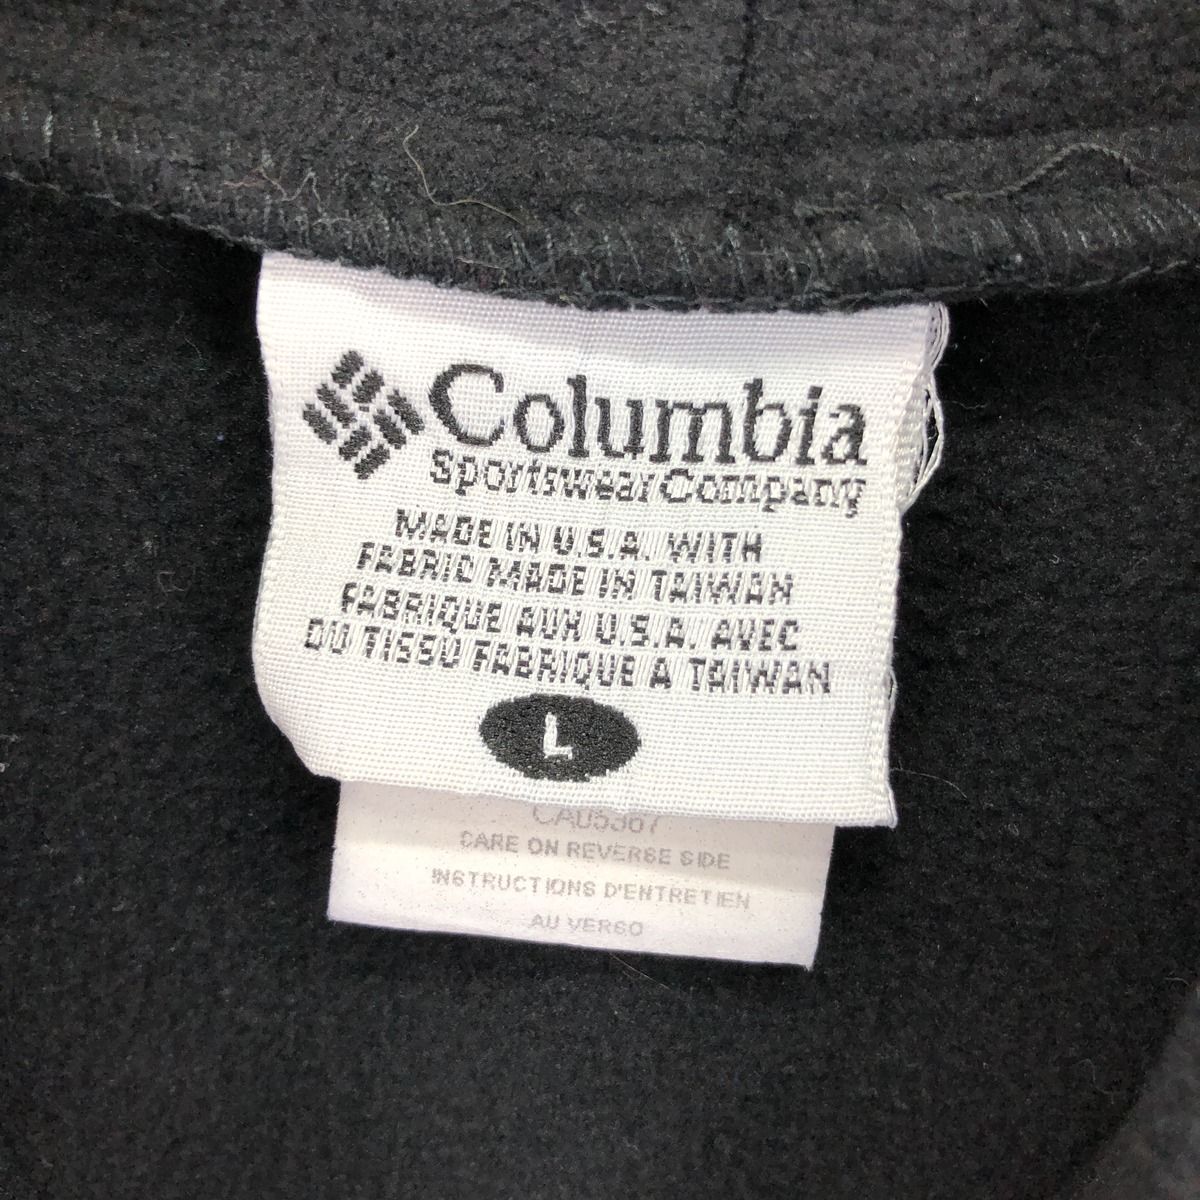 Columbia
Sportswear Company
MADE IN U.S.A. WITH
FABRIC MADE IN TAIWAN
FABRIQUE AUX U.S.A. AVEC
DU TISSU FABRIQUE A TAIWAN
L
CA05367
CARE ON REVERSE SIDE
INSTRUCTIONS D'ENTRETIEN
AU VERSO